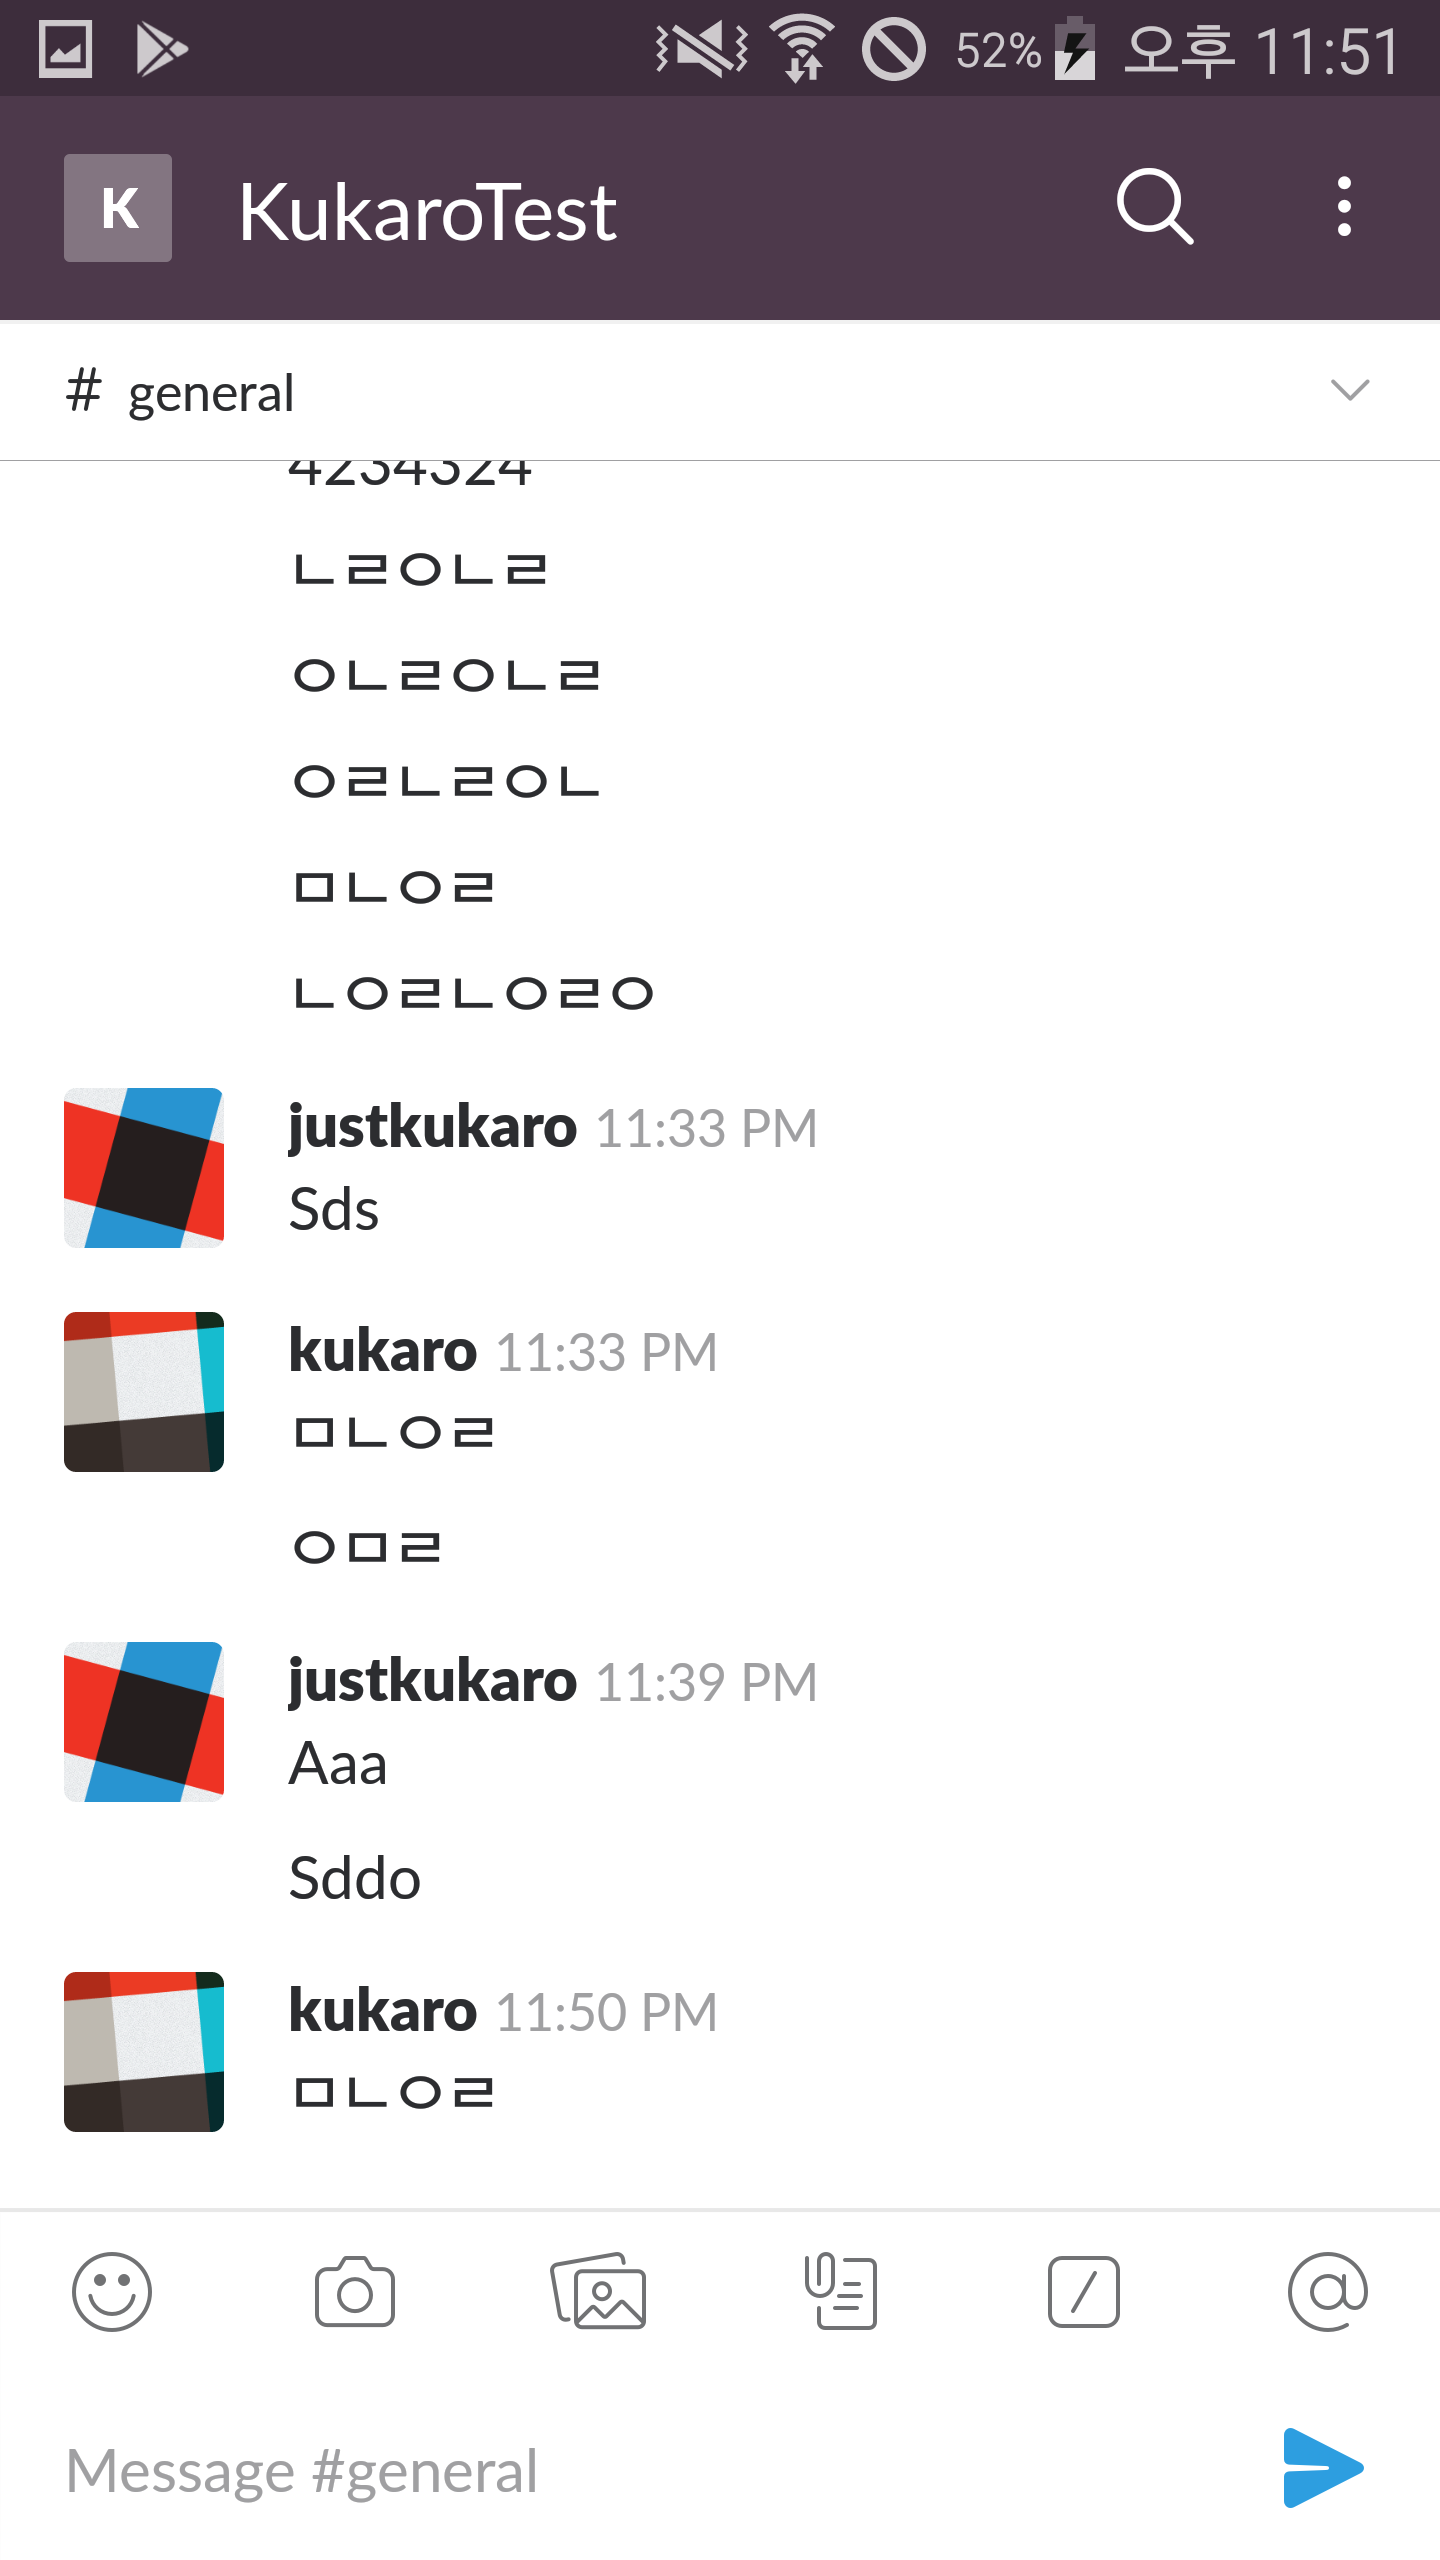 52% 오후 11:51
K KukaroTest
# general
4234324
ㄴㄹㅇㄴㄹ
ㅇㄴㄹㅇㄴㄹ
ㅇㄹㄴㄹㅇㄴ
ㅁㄴㅇㄹ
ㄴㅇㄹㄴㅇㄹㅇ
justkukaro 11:33 PM
Sds
kukaro 11:33 PM
ㅁㄴㅇㄹ
ㅇㅁㄹ
justkukaro 11:39 PM
Aaa
Sddo
kukaro 11:50 PM
ㅁㄴㅇㄹ
Message #general